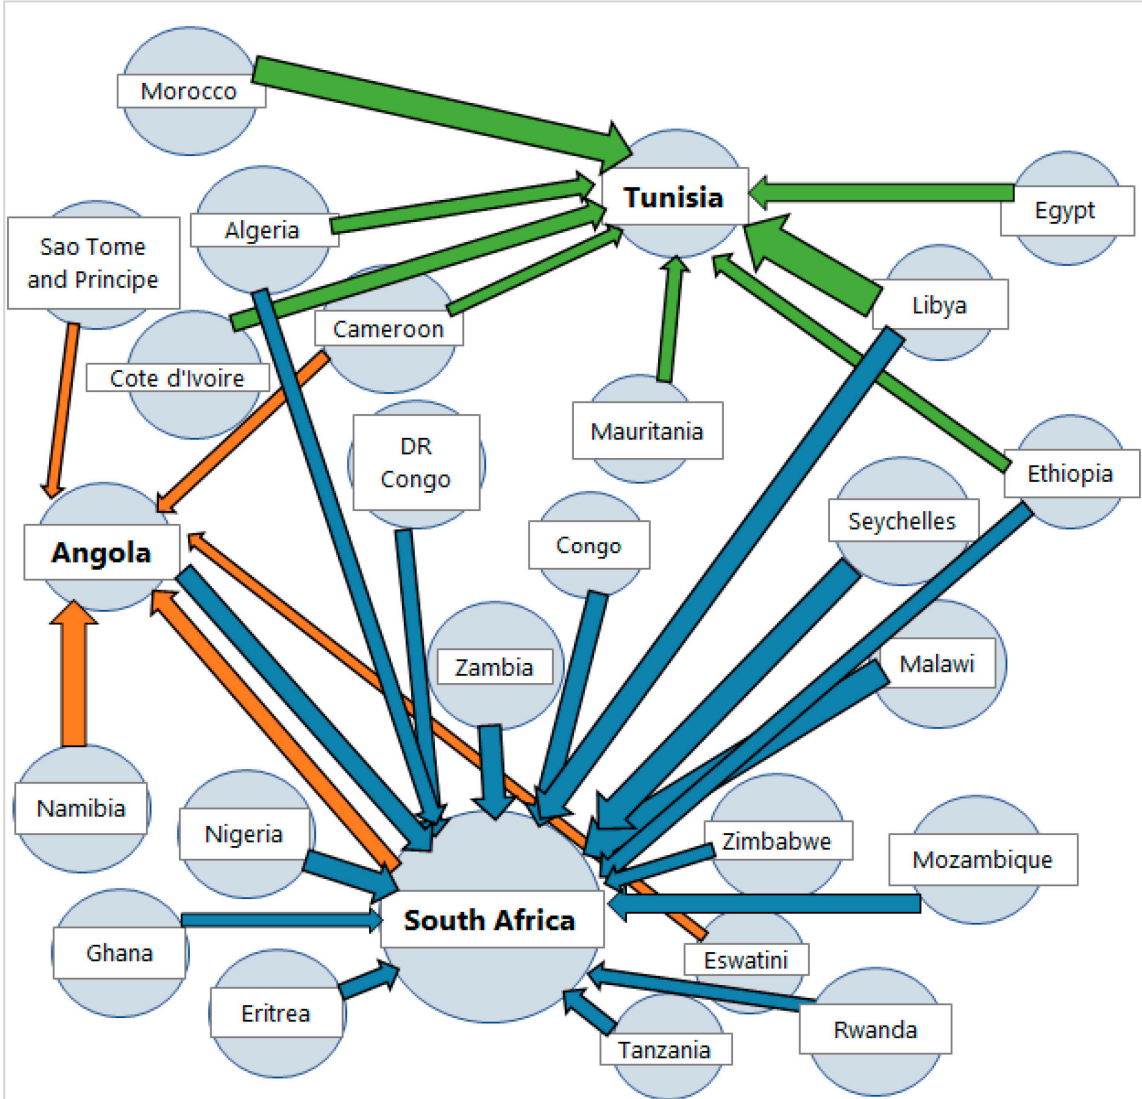 Morocco
Tunisia
Egypt
Algeria
Sao Tome
and Principe
Libya
Cameroon
Cote d'Ivoire
Mauritania
DR
Congo
Ethiopia
Seychelles
Congo
Angola
Malawi
Zambia
Namibia
Nigeria
Zimbabwe
Mozambique
South Africa
Ghana
Eswatini
Eritrea
Rwanda
Tanzania